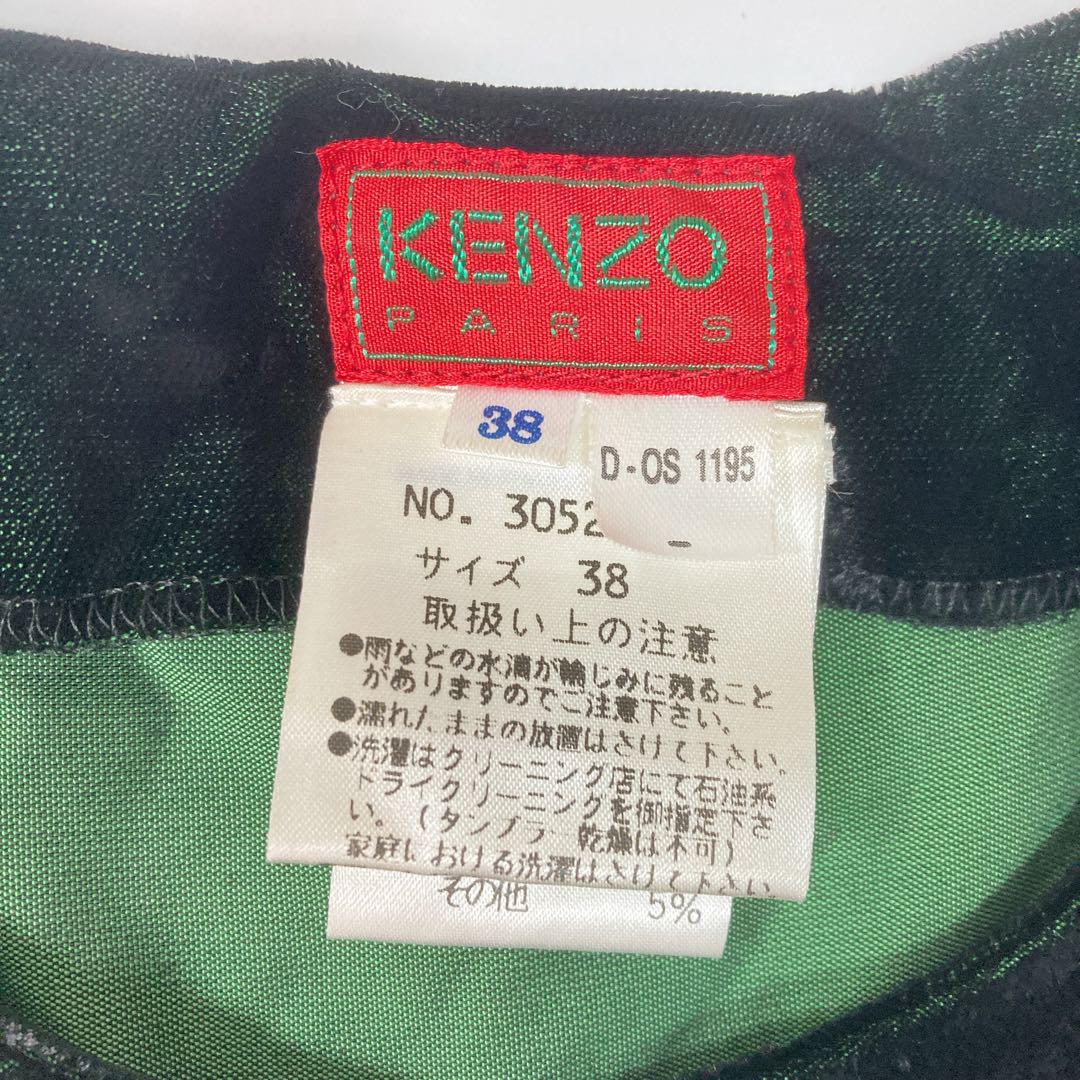 KENZO
PARIS
38
D-OS 1195
NO. 3052
サイズ 38
取扱い上の注意
●雨などの水滴が輪じみに残ること
がありますのでご注意下さい。
●濡れたままの放置はさけて下さい。
●洗濯はクリーニング店にて石油系
ドライクリーニングを御指定下さ
い。(タンブラー乾燥は不可)
家庭における洗濯はさけて下さい。
その他 5%